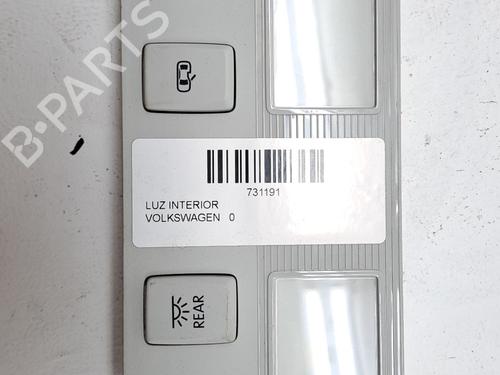 B-PARTS
731191
LUZ INTERIOR
VOLKSWAGEN 0
REAR